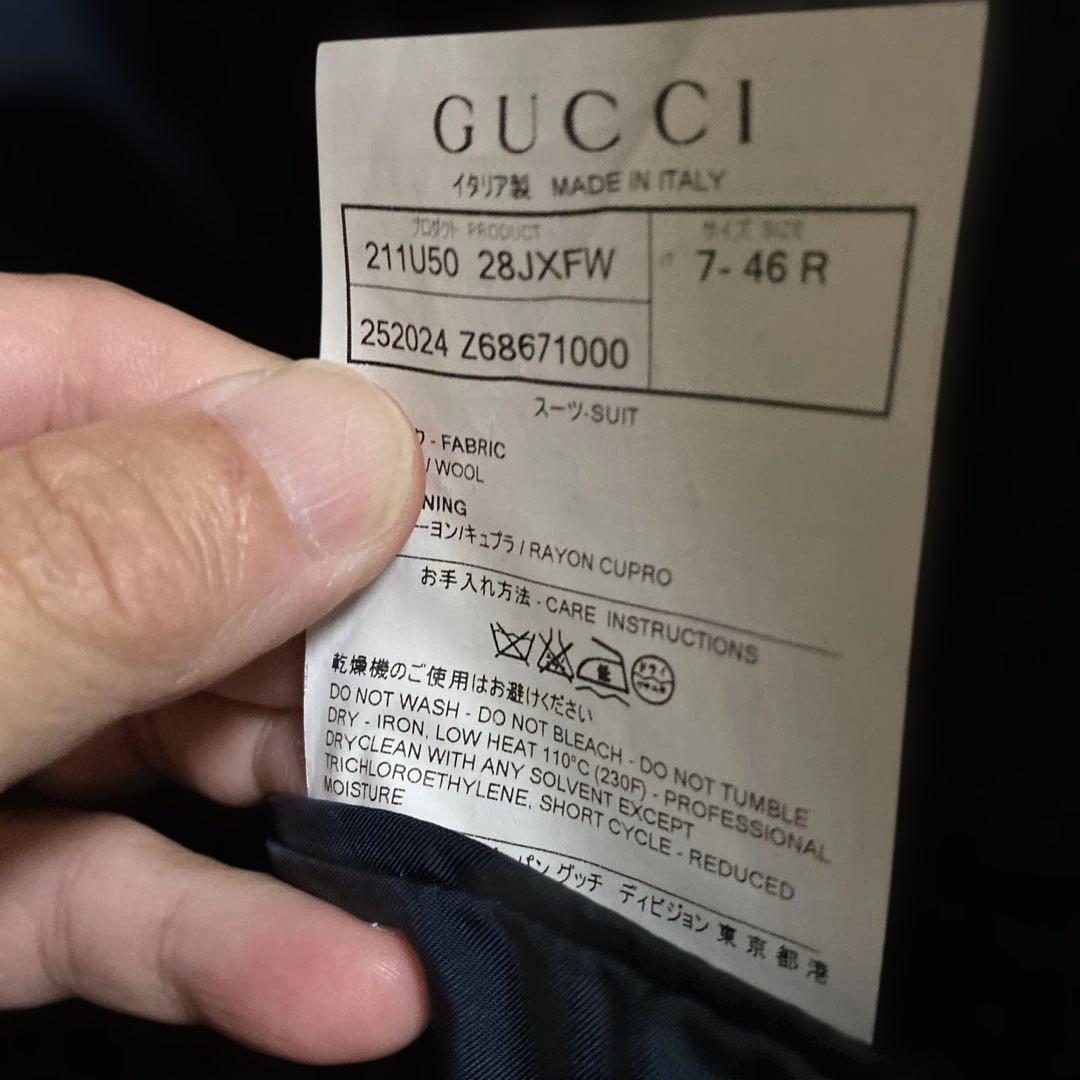 GUCCI
イタリア製 MADE IN ITALY
プロダクト PRODUCT
サイズ SIZE
211U50 28JXFW
IT 7- 46 R
252024 Z68671000
スーツ-SUIT
ク - FABRIC
/ WOOL
NING
ーヨン/キュプラ / RAYON CUPRO
お手入れ方法 - CARE INSTRUCTIONS
ドライ
乾燥機のご使用はお避けください
DO NOT WASH - DO NOT BLEACH - DO NOT TUMBLE
DRY - IRON, LOW HEAT 110°C (230F) - PROFESSIONAL
DRYCLEAN WITH ANY SOLVENT EXCEPT
TRICHLOROETHYLENE, SHORT CYCLE - REDUCED
MOISTURE
パン グッチ ディビジョン 東京都港